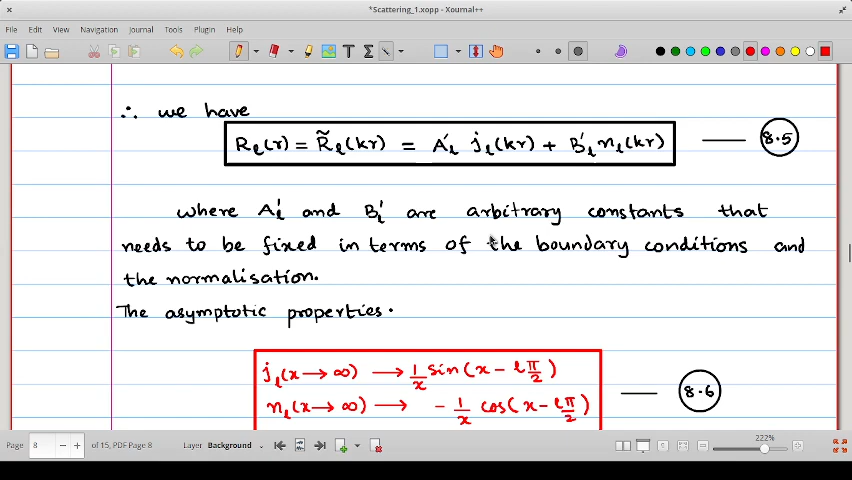 *Scattering_1.xopp - Xournal++
File Edit View Navigation Journal Tools Plugin Help
∴ we have
R_l(r) = R̃_l(kr) = A'_l j_l(kr) + B'_l n_l(kr) —— 8.5
where A'_l and B'_l are arbitrary constants that
needs to be fixed in terms of the boundary conditions and
the normalisation.
The asymptotic properties.
j_l(x → ∞) → 1/x sin(x - lπ/2)
n_l(x → ∞) → - 1/x cos(x - lπ/2) —— 8.6
Page 8 of 15, PDF Page 8 Layer Background 222%